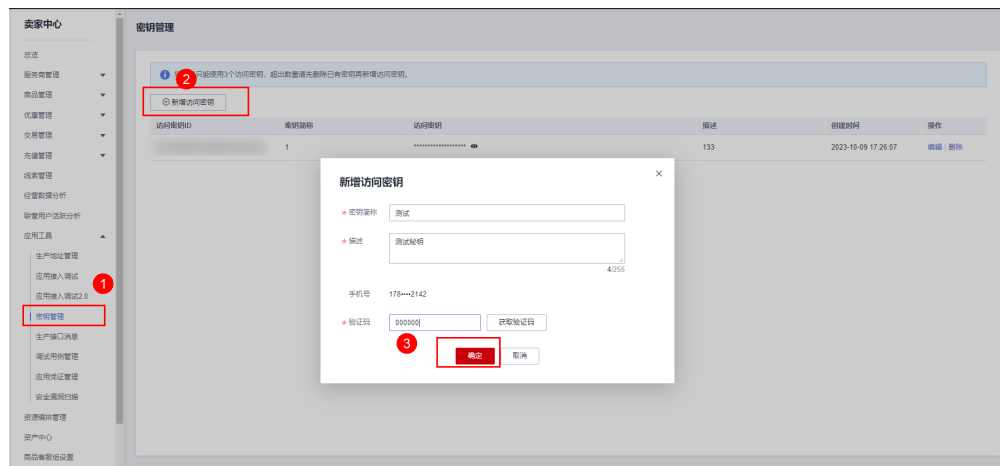 卖家中心
总览
服务商管理
商品管理
优惠管理
交易管理
充值管理
线索管理
经营数据分析
联营用户活跃分析
应用工具
生产地址管理
应用接入调试
1
应用接入调试2.0
密钥管理
生产接口消息
调试用例管理
应用凭证管理
安全漏洞扫描
资源编排管理
资产中心
商品客服组设置
密钥管理
2
只能使用3个访问密钥,超出数量请先删除已有密钥再新增访问密钥。
新增访问密钥
访问密钥ID 密钥简称 访问密钥 描述 创建时间 操作
1 ******************* 133 2023-10-09 17:26:07 编辑 | 删除
新增访问密钥 ×
* 密钥简称 测试
* 描述 测试秘钥
4/255
手机号 178****2142
* 验证码 000000 获取验证码
3
确定 取消